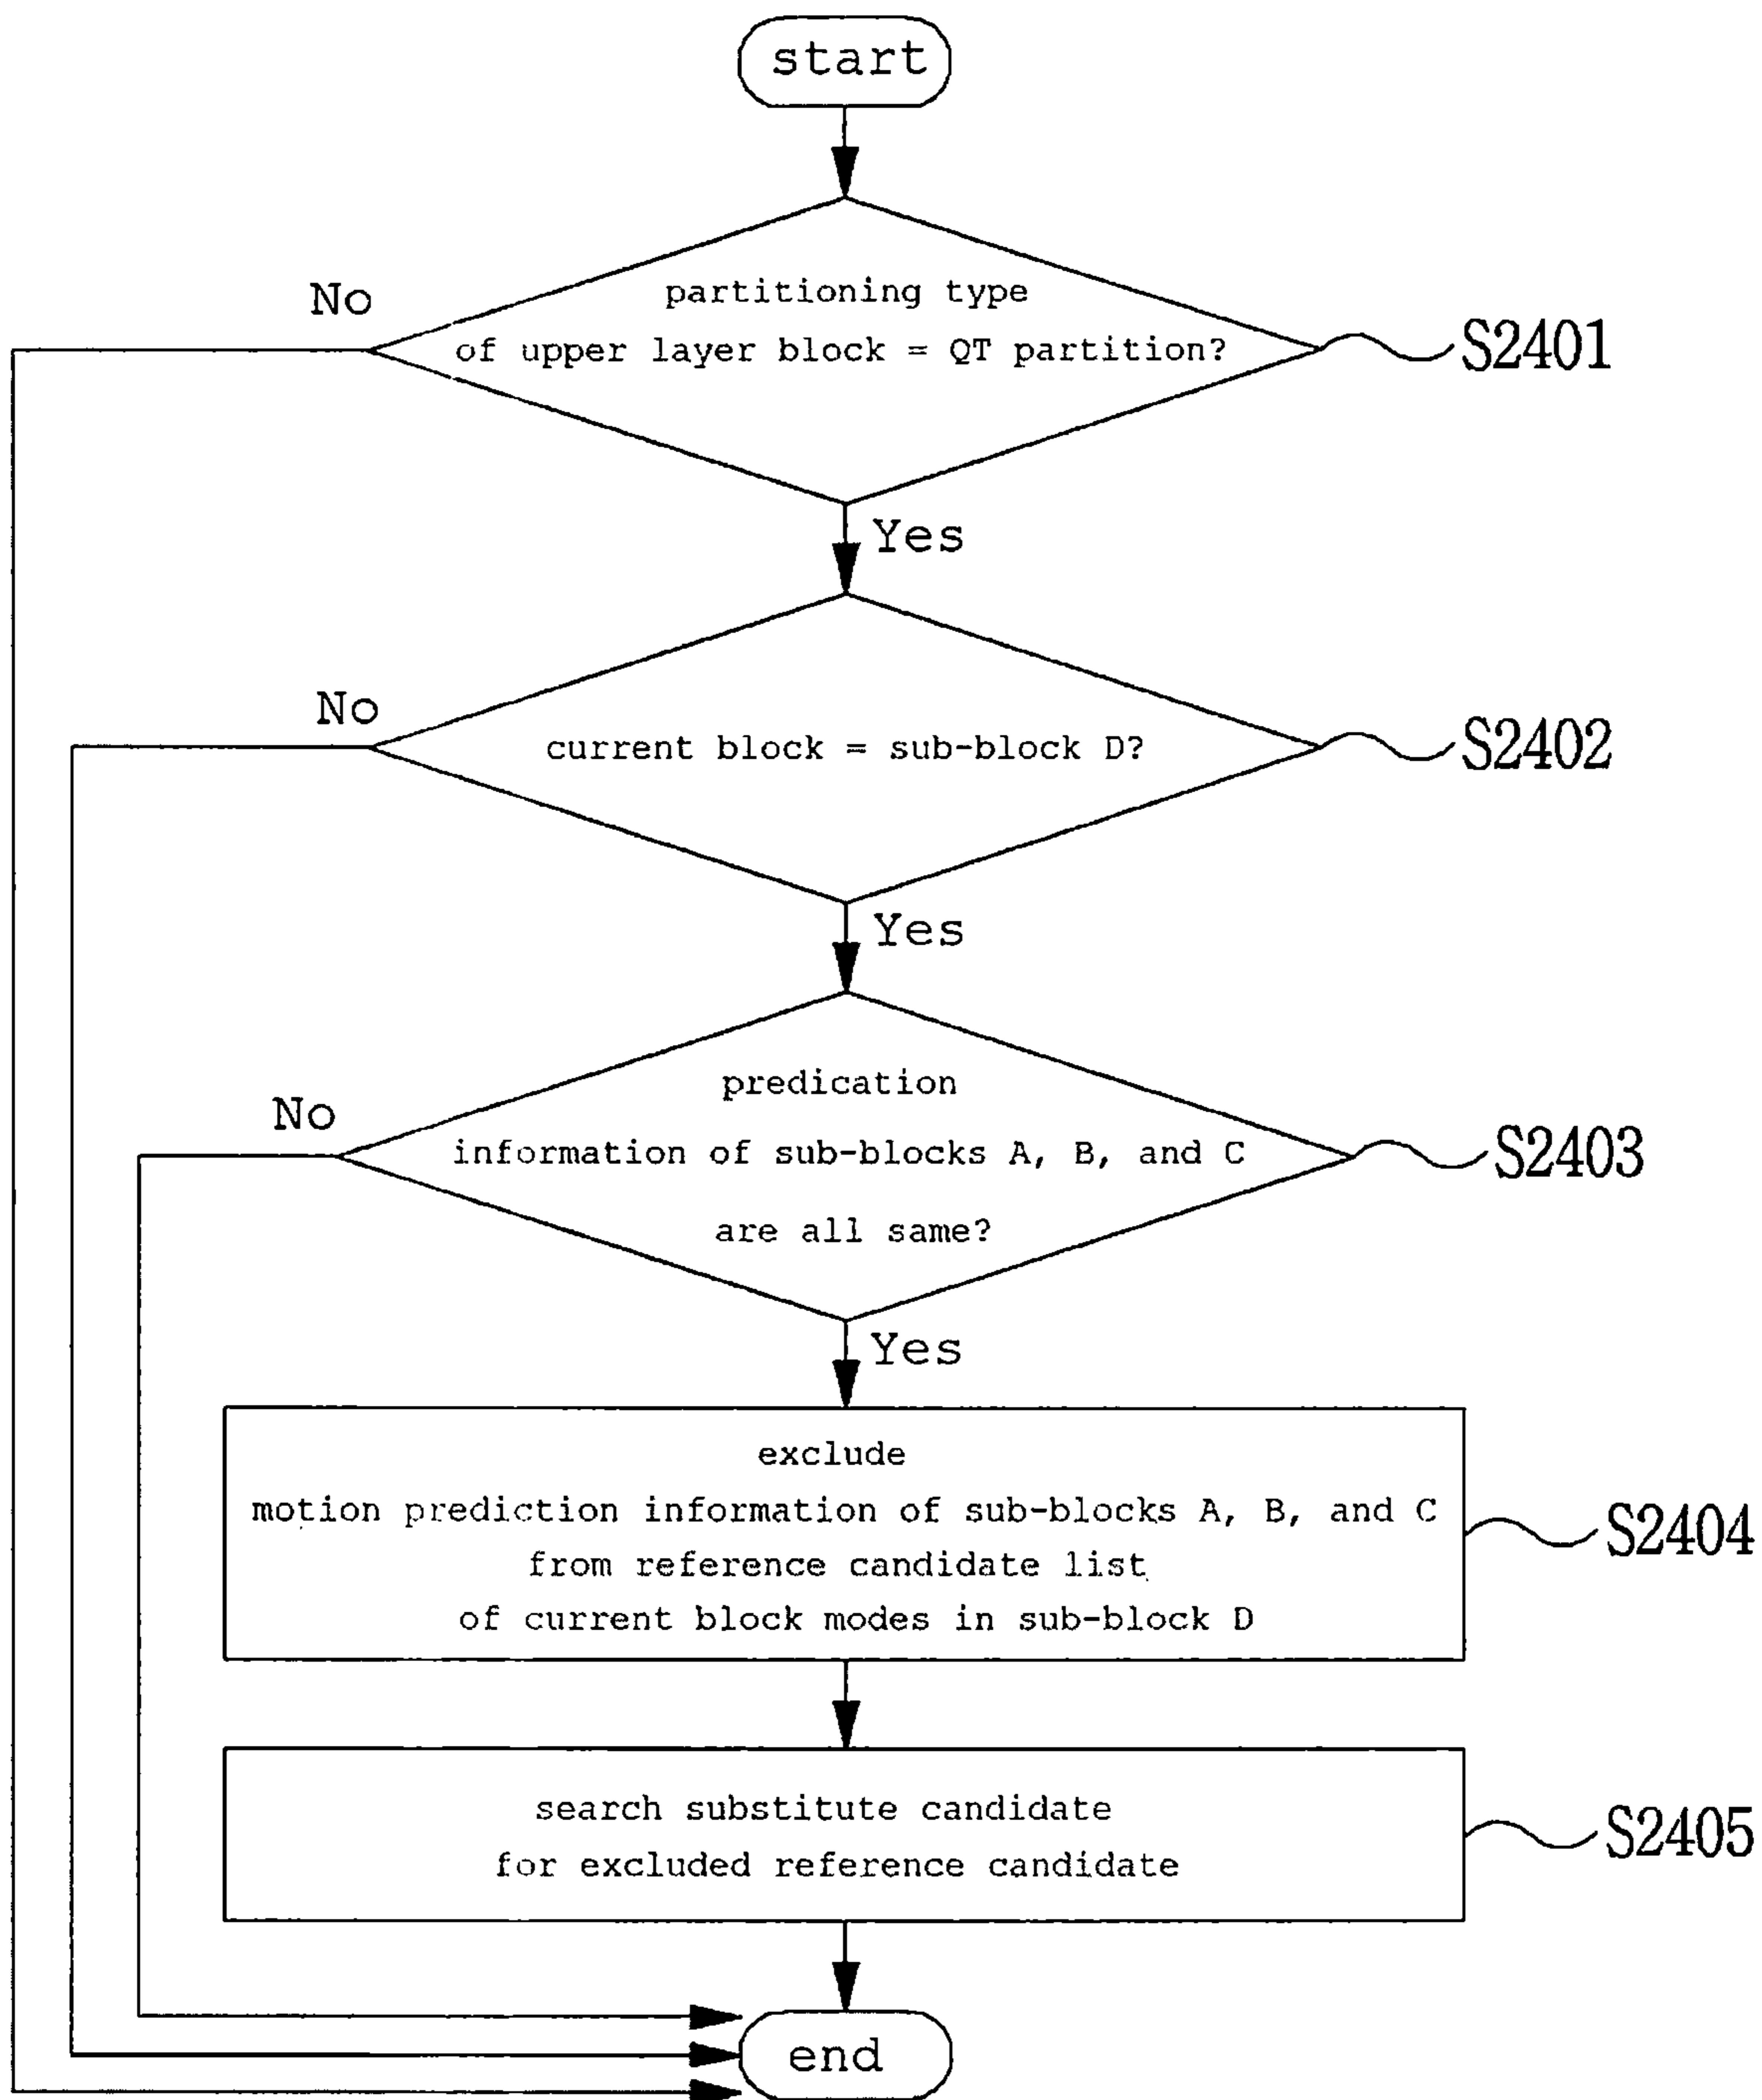 start
partitioning type
No
of upper layer block = QT partition?
S2401
Yes
No
current block = sub-block D?
S2402
Yes
predication
No
information of sub-blocks A, B, and C
S2403
are all same?
Yes
exclude
motion prediction information of sub-blocks A, B, and C
from reference candidate list
of current block modes in sub-block D
S2404
search substitute candidate
for excluded reference candidate
S2405
end